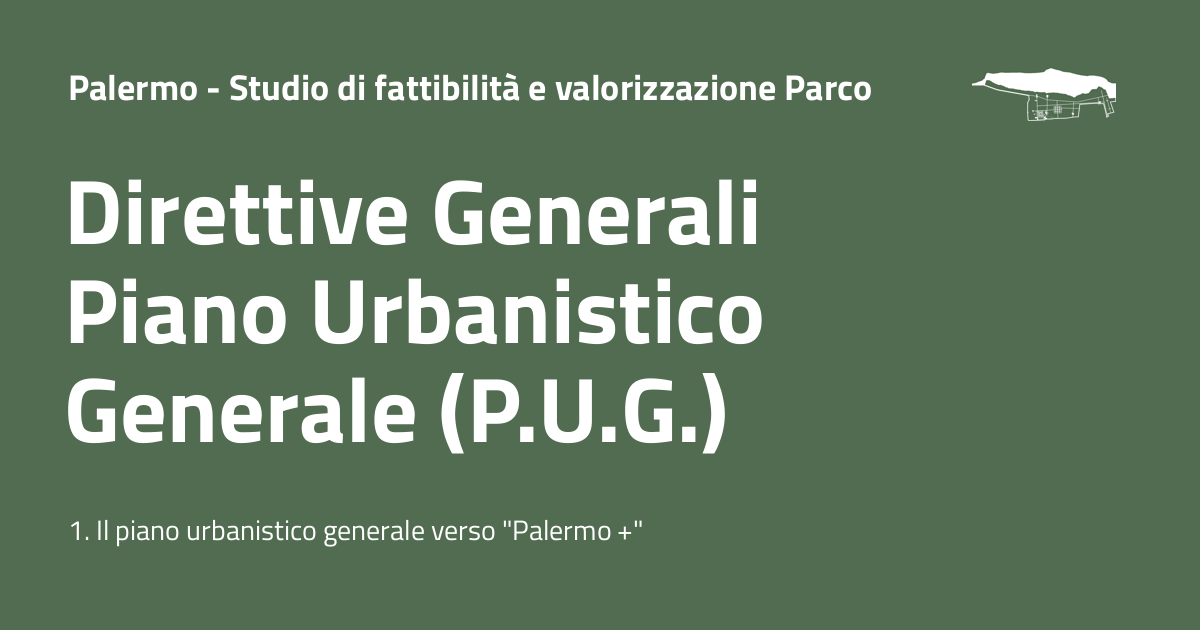 Palermo - Studio di fattibilità e valorizzazione Parco
Direttive Generali
Piano Urbanistico
Generale (P.U.G.)
1. Il piano urbanistico generale verso "Palermo +"